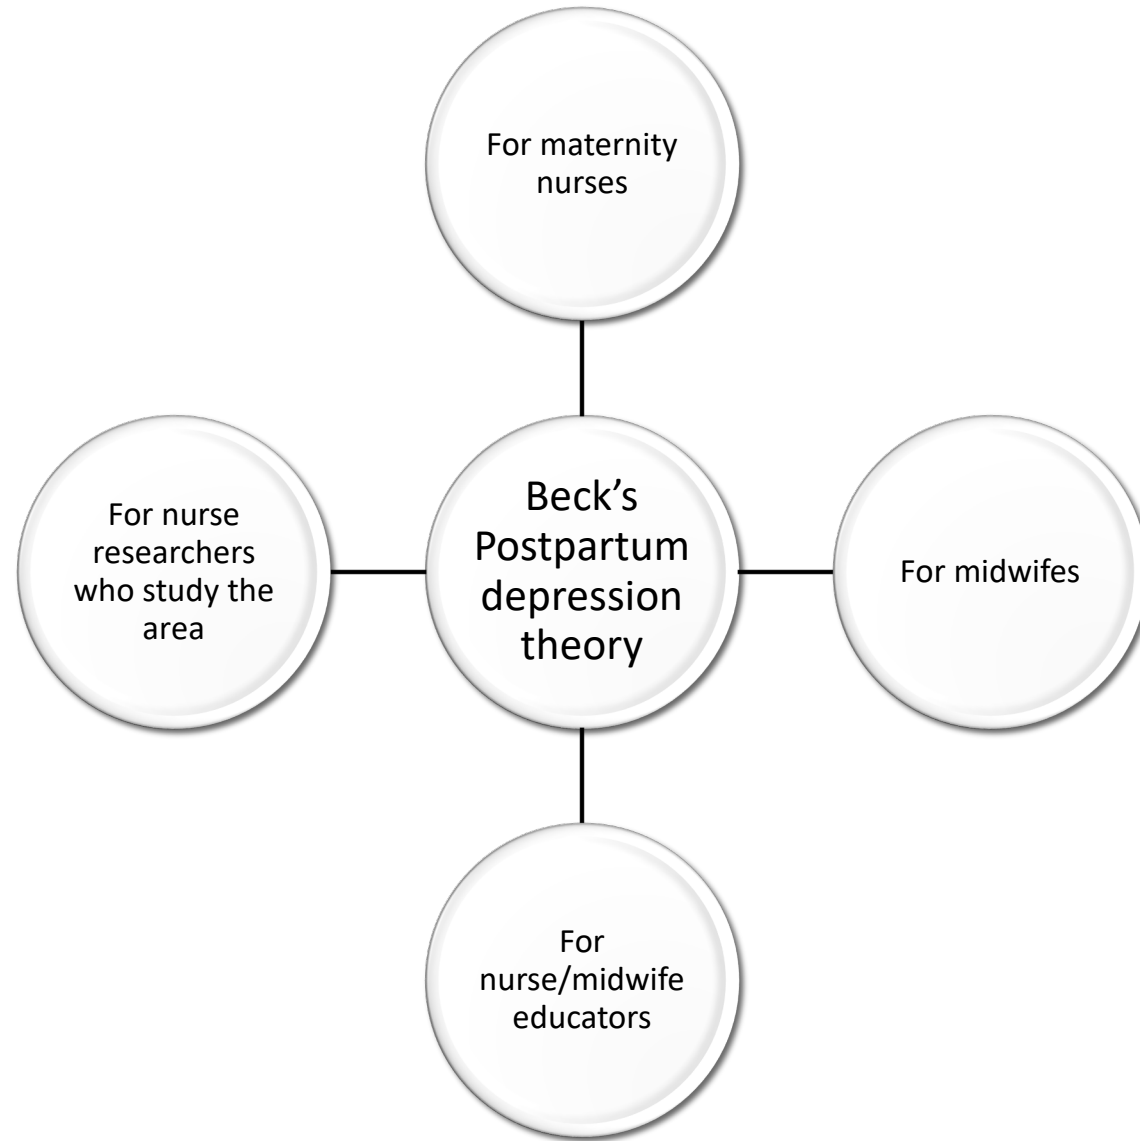 For maternity
nurses
For nurse
researchers
who study the
area
Beck’s
Postpartum
depression
theory
For midwifes
For
nurse/midwife
educators